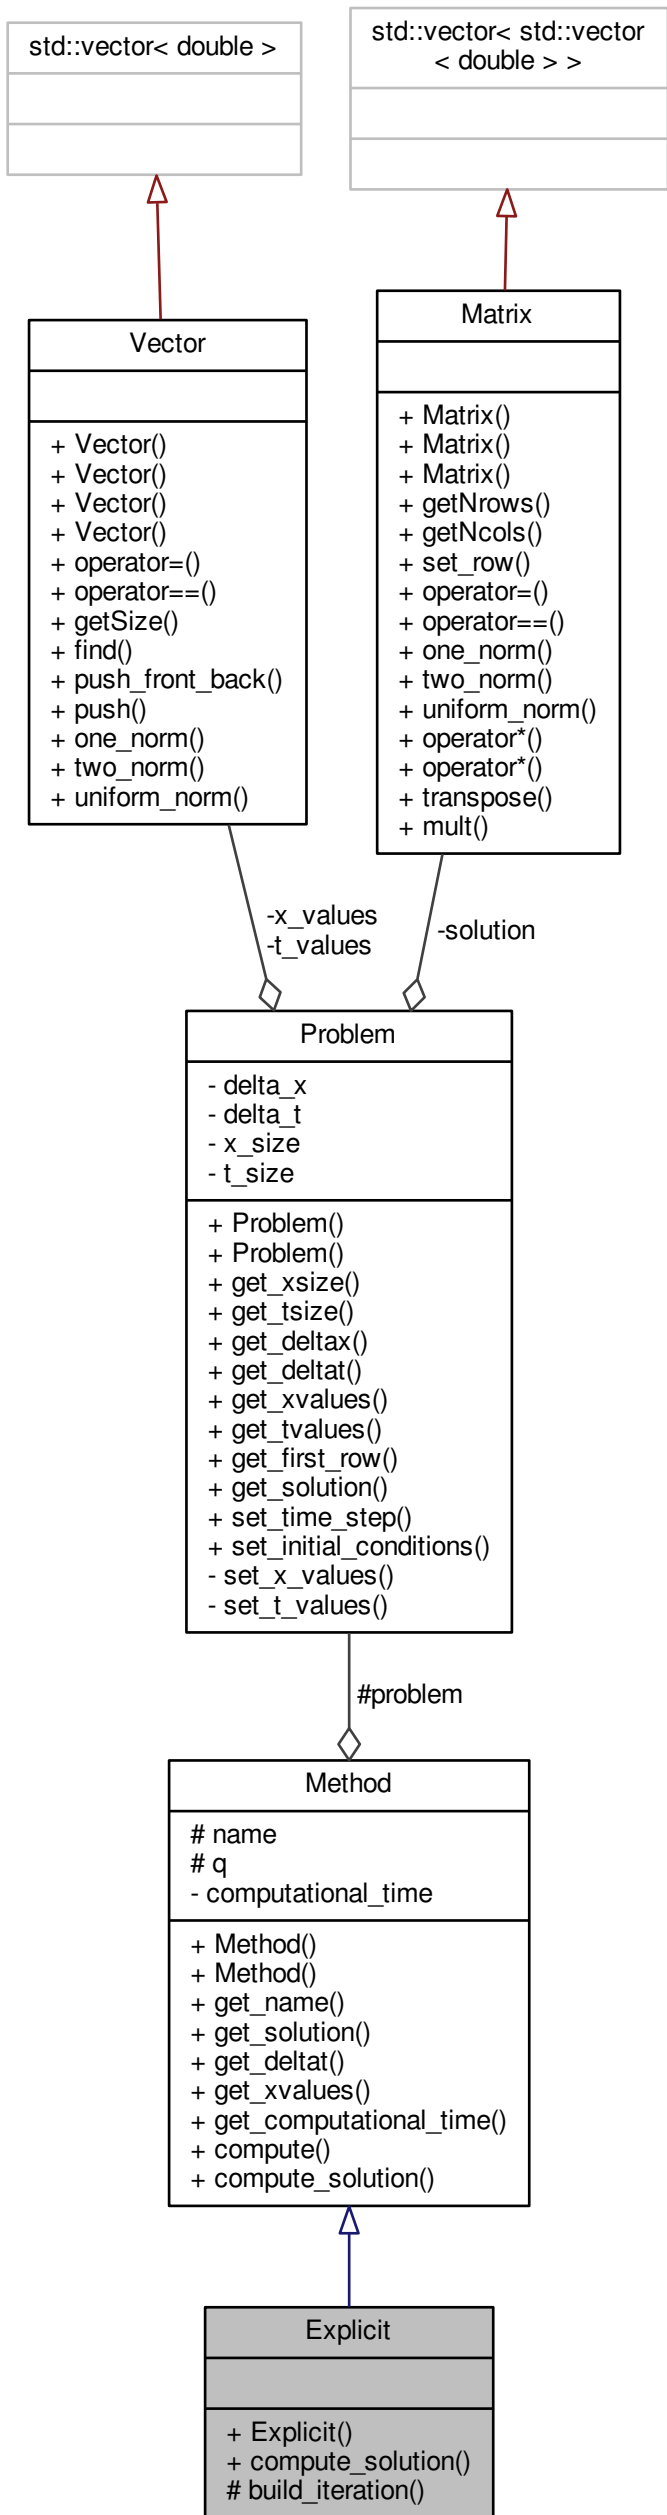 std::vector< double >
std::vector< std::vector
< double > >
Vector
+ Vector()
+ Vector()
+ Vector()
+ Vector()
+ operator=()
+ operator==()
+ getSize()
+ find()
+ push_front_back()
+ push()
+ one_norm()
+ two_norm()
+ uniform_norm()
Matrix
+ Matrix()
+ Matrix()
+ Matrix()
+ getNrows()
+ getNcols()
+ set_row()
+ operator=()
+ operator==()
+ one_norm()
+ two_norm()
+ uniform_norm()
+ operator*()
+ operator*()
+ transpose()
+ mult()
-x_values
-t_values
-solution
Problem
- delta_x
- delta_t
- x_size
- t_size
+ Problem()
+ Problem()
+ get_xsize()
+ get_tsize()
+ get_deltax()
+ get_deltat()
+ get_xvalues()
+ get_tvalues()
+ get_first_row()
+ get_solution()
+ set_time_step()
+ set_initial_conditions()
- set_x_values()
- set_t_values()
#problem
Method
# name
# q
- computational_time
+ Method()
+ Method()
+ get_name()
+ get_solution()
+ get_deltat()
+ get_xvalues()
+ get_computational_time()
+ compute()
+ compute_solution()
Explicit
+ Explicit()
+ compute_solution()
# build_iteration()